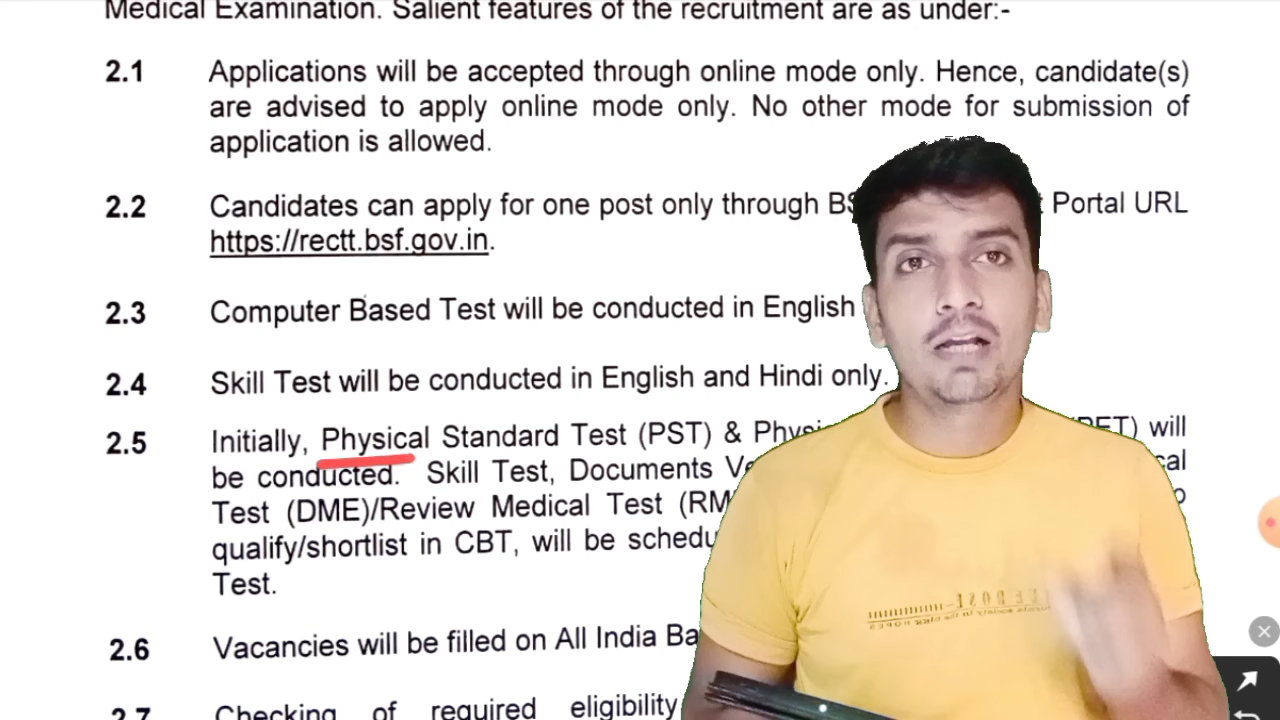 Medical Examination. Salient features of the recruitment are as under:-
2.1 Applications will be accepted through online mode only. Hence, candidate(s)
are advised to apply online mode only. No other mode for submission of
application is allowed.
2.2 Candidates can apply for one post only through BS Portal URL
https://rectt.bsf.gov.in.
2.3 Computer Based Test will be conducted in English
2.4 Skill Test will be conducted in English and Hindi only.
2.5 Initially, Physical Standard Test (PST) & Physi PET) will
be conducted. Skill Test, Documents Ve cal
Test (DME)/Review Medical Test (RM
qualify/shortlist in CBT, will be schedu
Test.
2.6 Vacancies will be filled on All India Ba
2.7 Checking of required eligibility